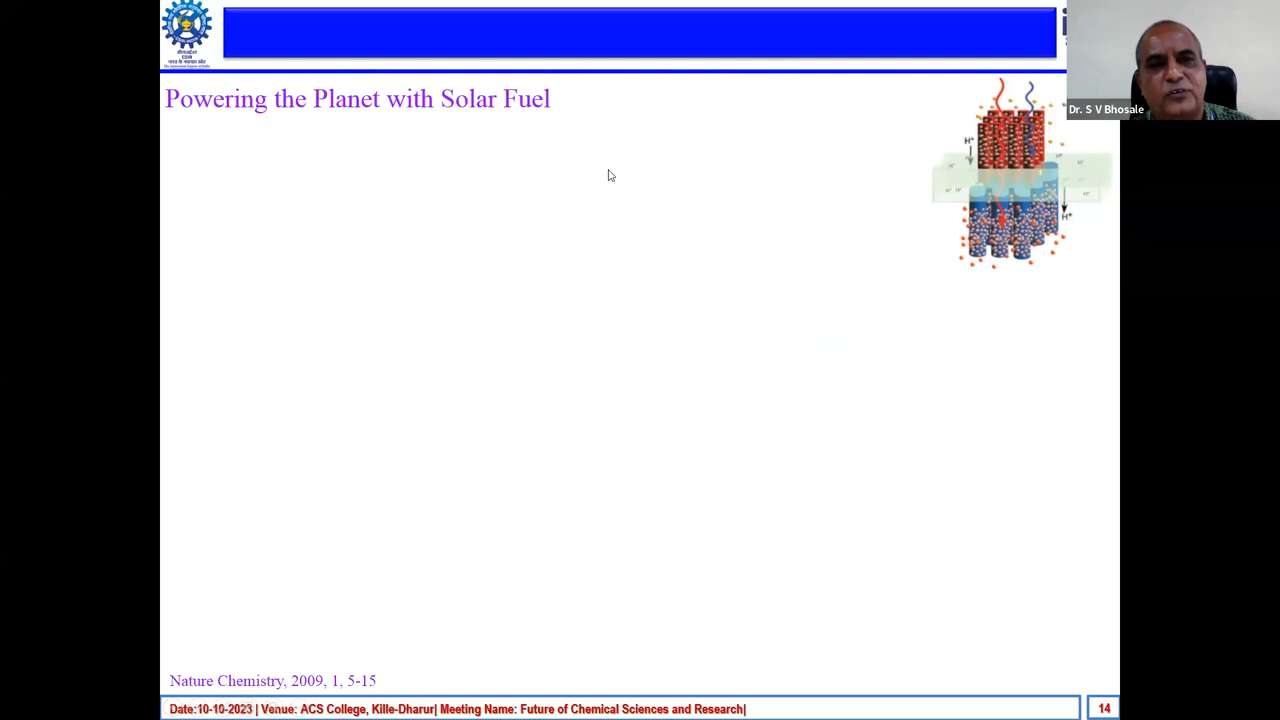 Powering the Planet with Solar Fuel
Dr. S V Bhosale
H⁺
H⁺
Nature Chemistry, 2009, 1, 5-15
Date:10-10-2023| Venue: ACS College, Kille-Dharur| Meeting Name: Future of Chemical Sciences and Research|
14